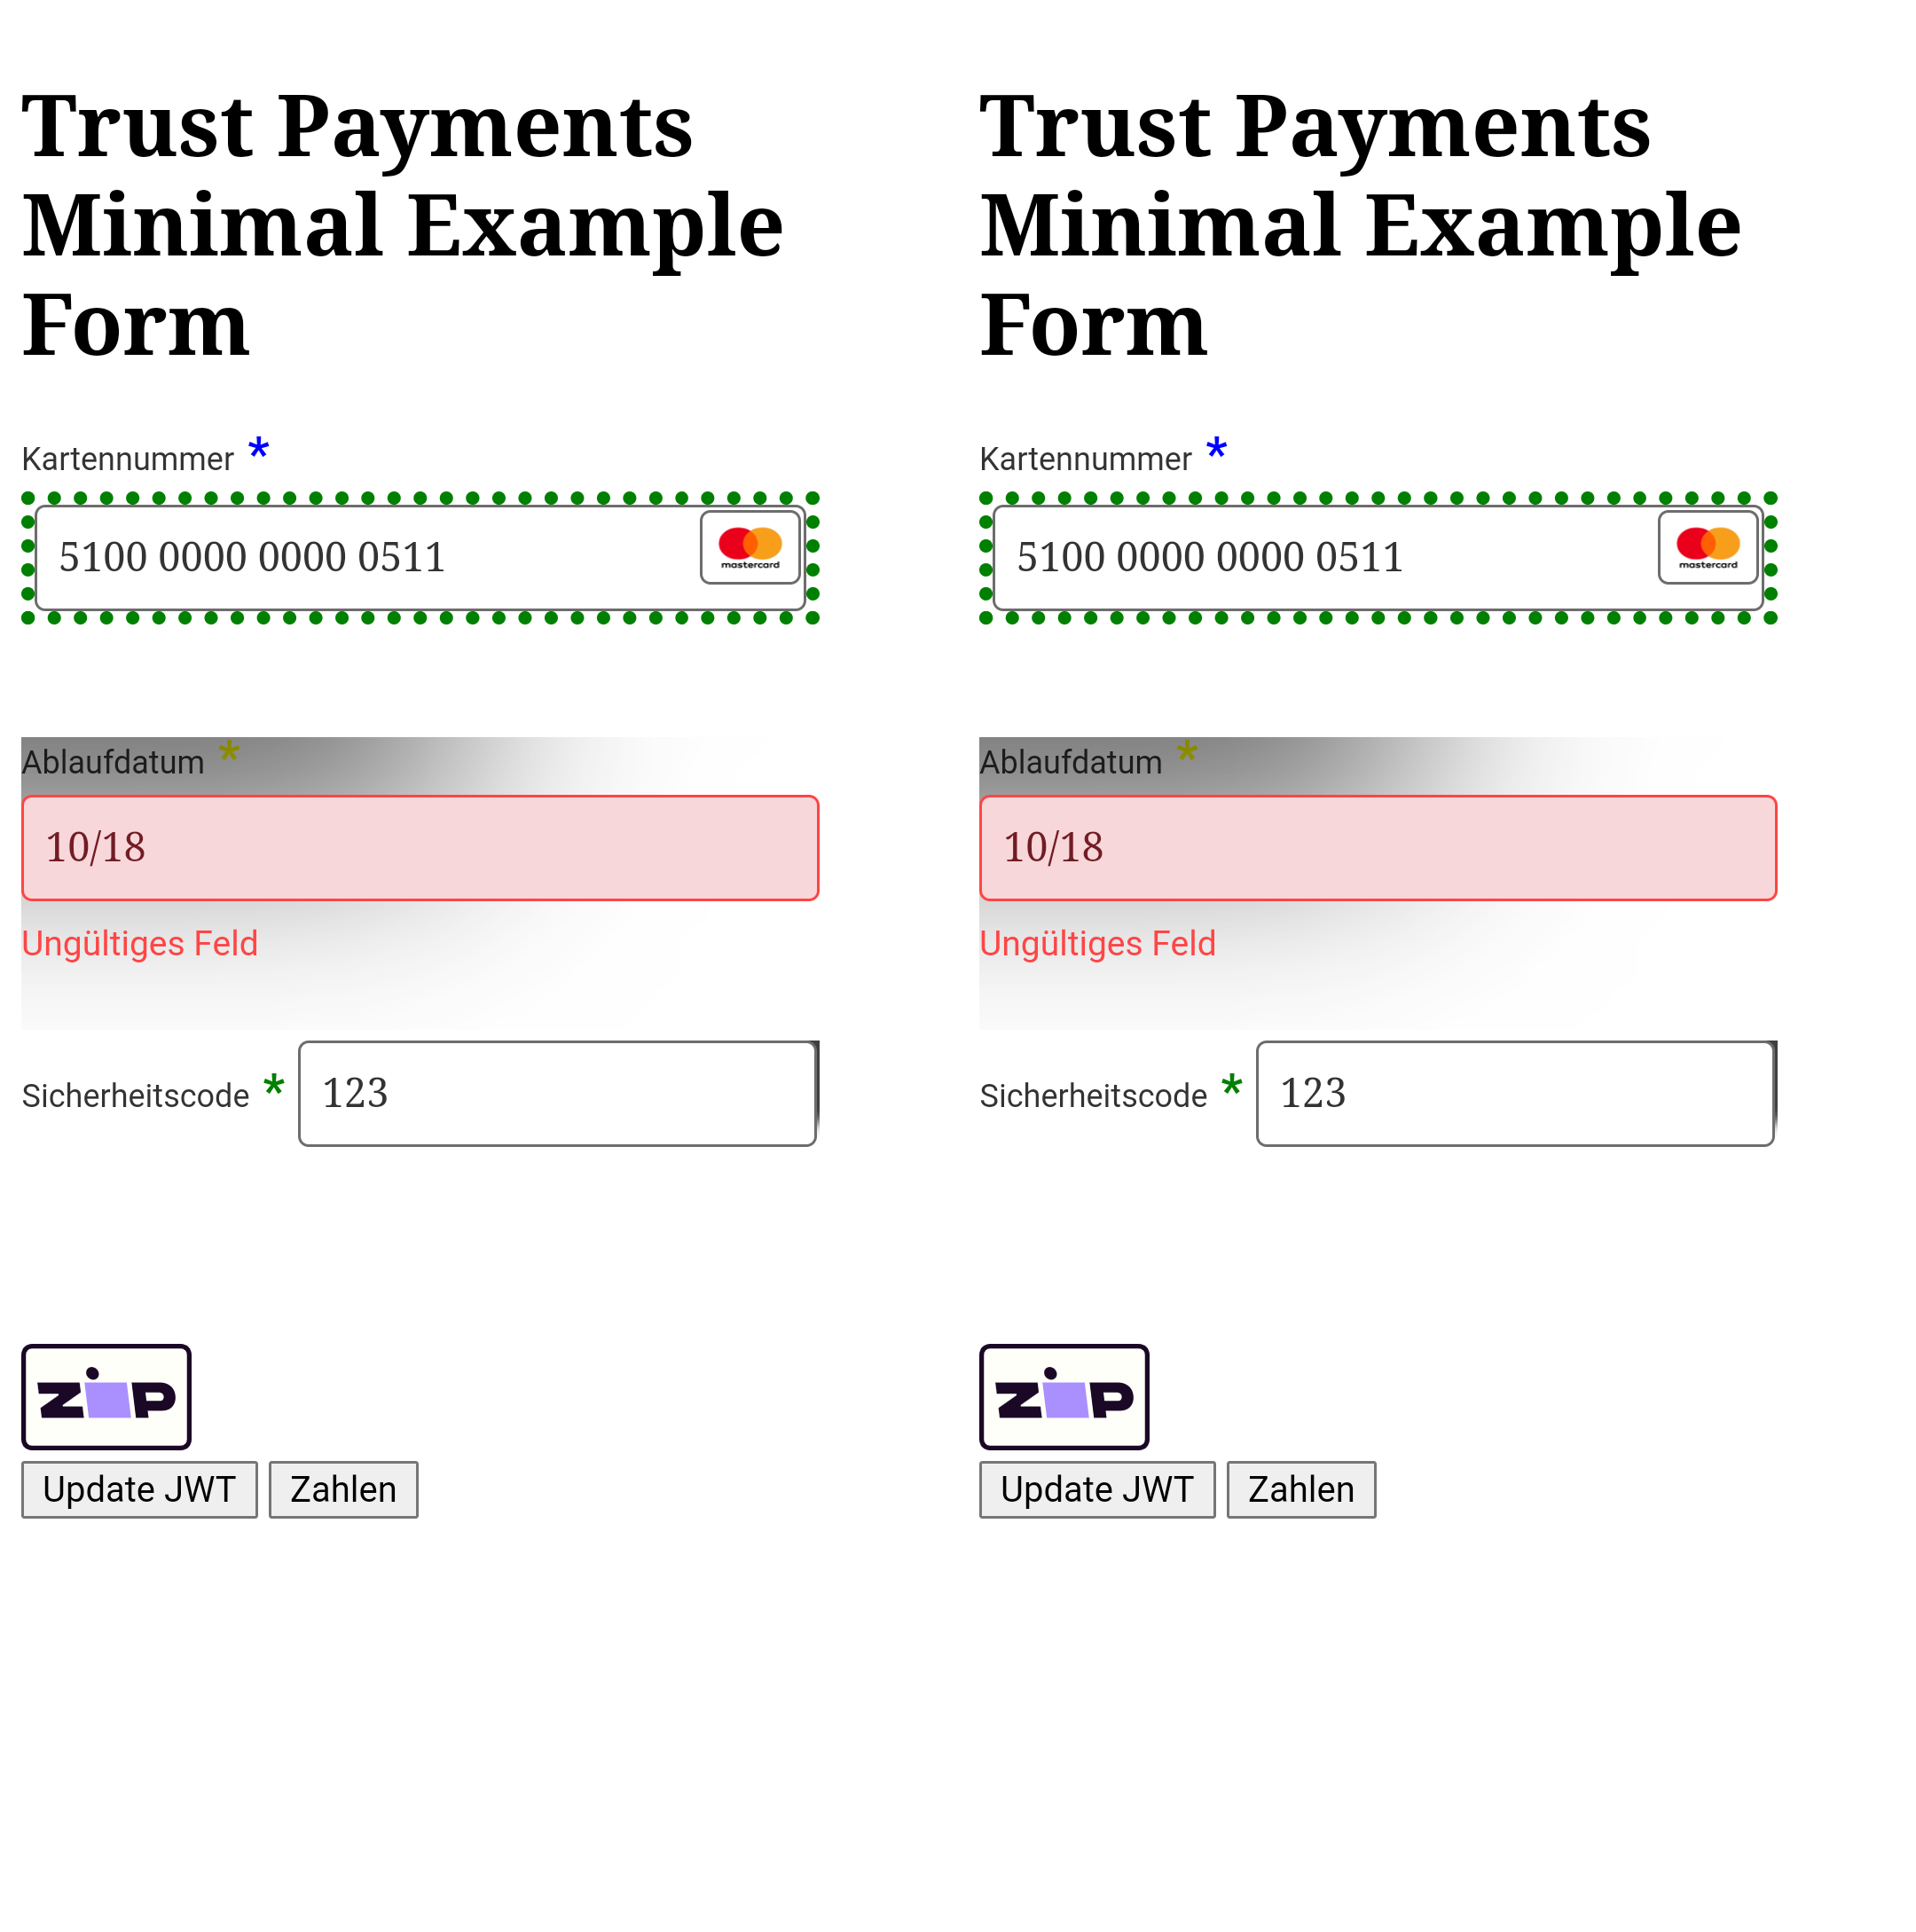 Trust Payments
Minimal Example
Form
Kartennummer *
5100 0000 0000 0511
mastercard
Ablaufdatum *
10/18
Ungültiges Feld
Sicherheitscode *
123
zip
Update JWT
Zahlen
Trust Payments
Minimal Example
Form
Kartennummer *
5100 0000 0000 0511
mastercard
Ablaufdatum *
10/18
Ungültiges Feld
Sicherheitscode *
123
zip
Update JWT
Zahlen